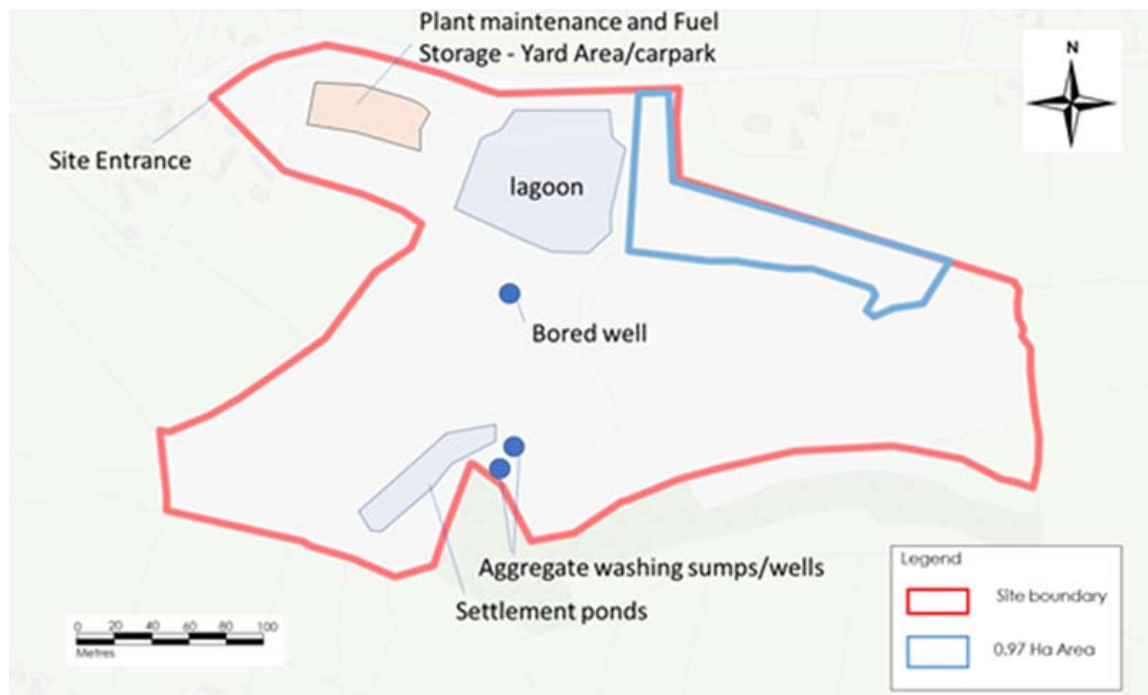 Plant maintenance and Fuel
Storage - Yard Area/carpark
N
Site Entrance
lagoon
Bored well
Aggregate washing sumps/wells
Settlement ponds
0 20 40 60 80 100
Metres
Legend
Site boundary
0.97 Ha Area